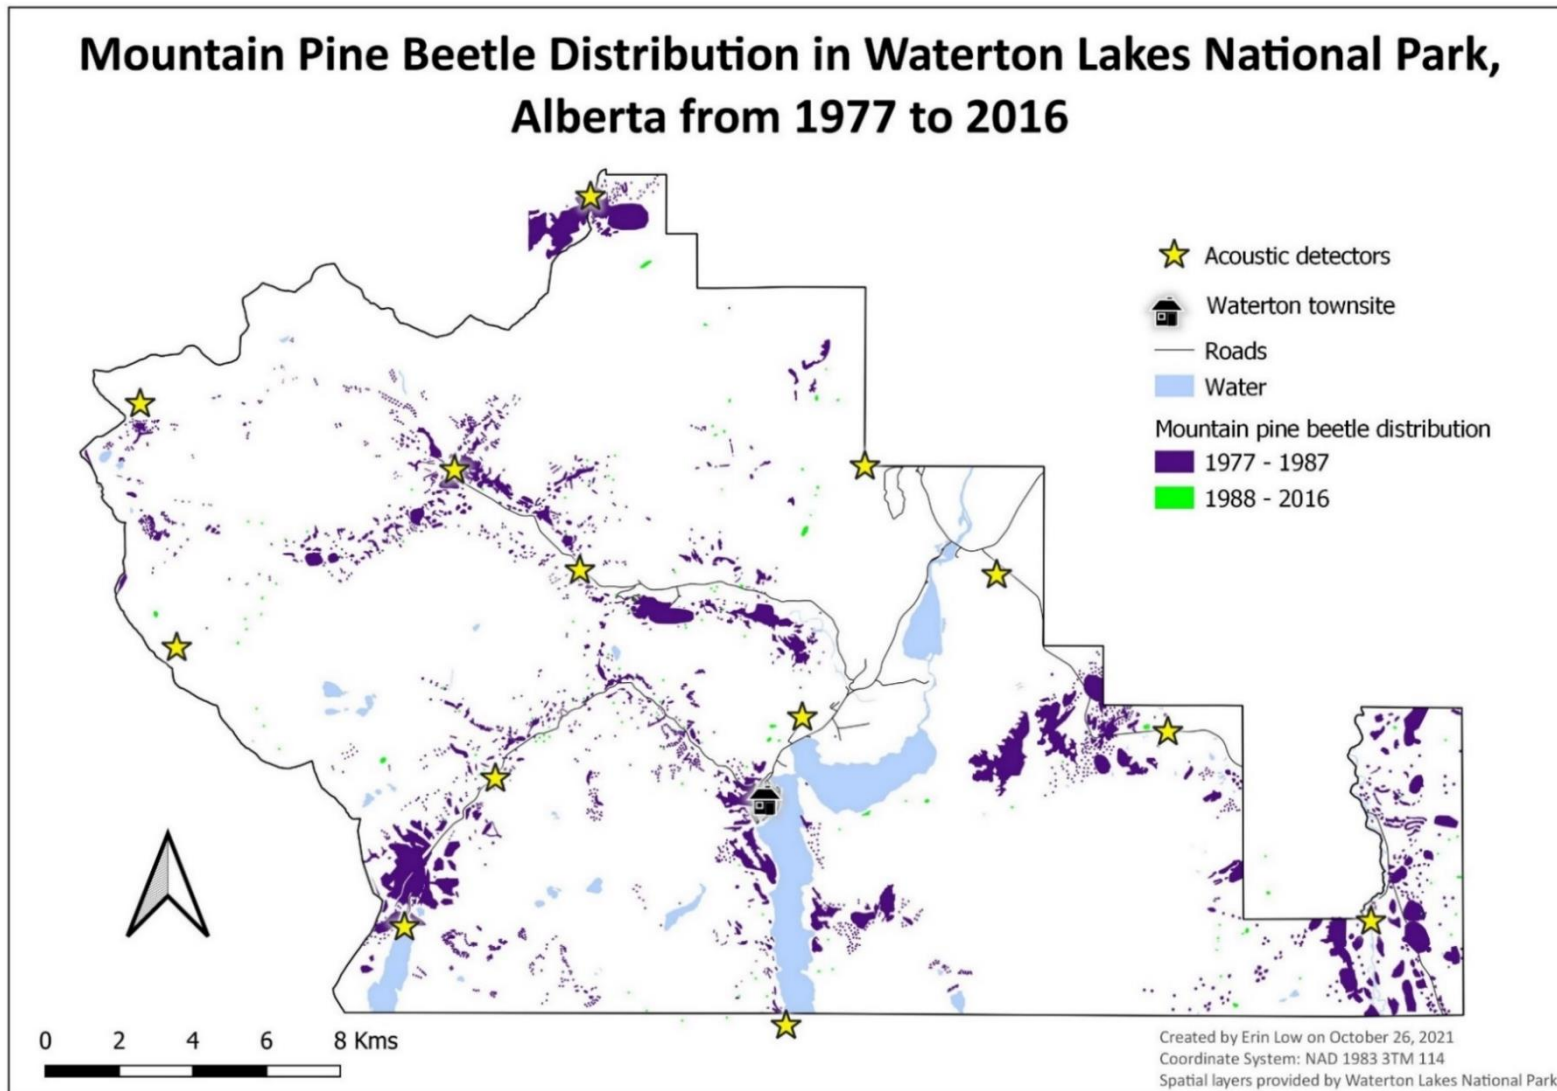 Mountain Pine Beetle Distribution in Waterton Lakes National Park,
Alberta from 1977 to 2016
Acoustic detectors
Waterton townsite
Roads
Water
Mountain pine beetle distribution
1977 - 1987
1988 - 2016
0 2 4 6 8 Kms
Created by Erin Low on October 26, 2021
Coordinate System: NAD 1983 3TM 114
Spatial layers provided by Waterton Lakes National Park